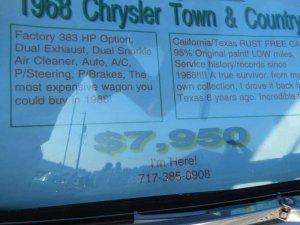 1968 Chrysler Town & Country
Factory 383 HP Option,
Dual Exhaust, Dual Snorkle
Air Cleaner, Auto, A/C,
P/Steering, P/Brakes, The
most expensive wagon you
could buy in 1968!
California/Texas RUST FREE
95% Original paint! LOW miles,
Service history/records since
1968!!!! A true survivor, from my
own collection, I drove it back
Texas 6 years ago. Incredible
$7,950
I'm Here!
717-385-0908